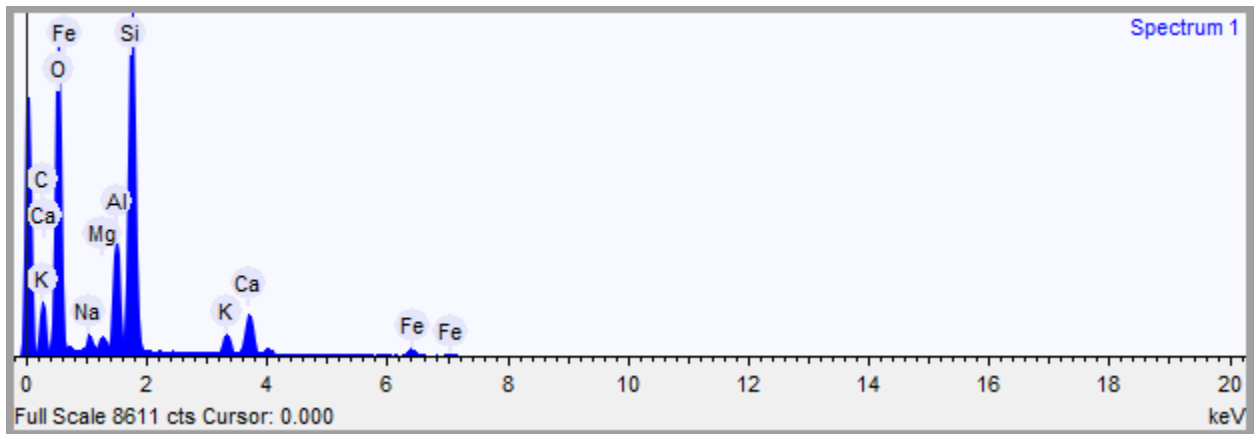 Spectrum 1
Fe
Si
O
C
Al
Ca
Mg
K
Ca
Na
K
Fe
Fe
0 2 4 6 8 10 12 14 16 18 20
Full Scale 8611 cts Cursor: 0.000 keV